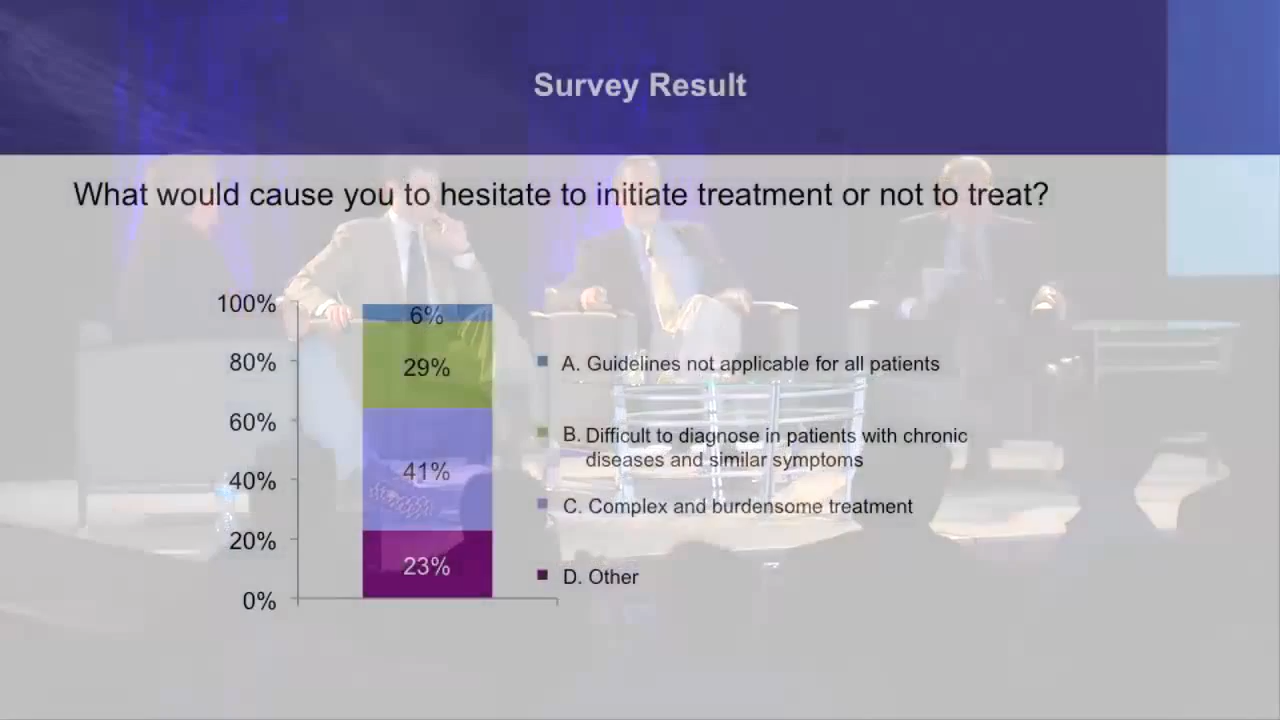 Survey Result
What would cause you to hesitate to initiate treatment or not to treat?
100%
80%
60%
40%
20%
0%
6%
29%
41%
23%
A. Guidelines not applicable for all patients
B. Difficult to diagnose in patients with chronic
diseases and similar symptoms
C. Complex and burdensome treatment
D. Other